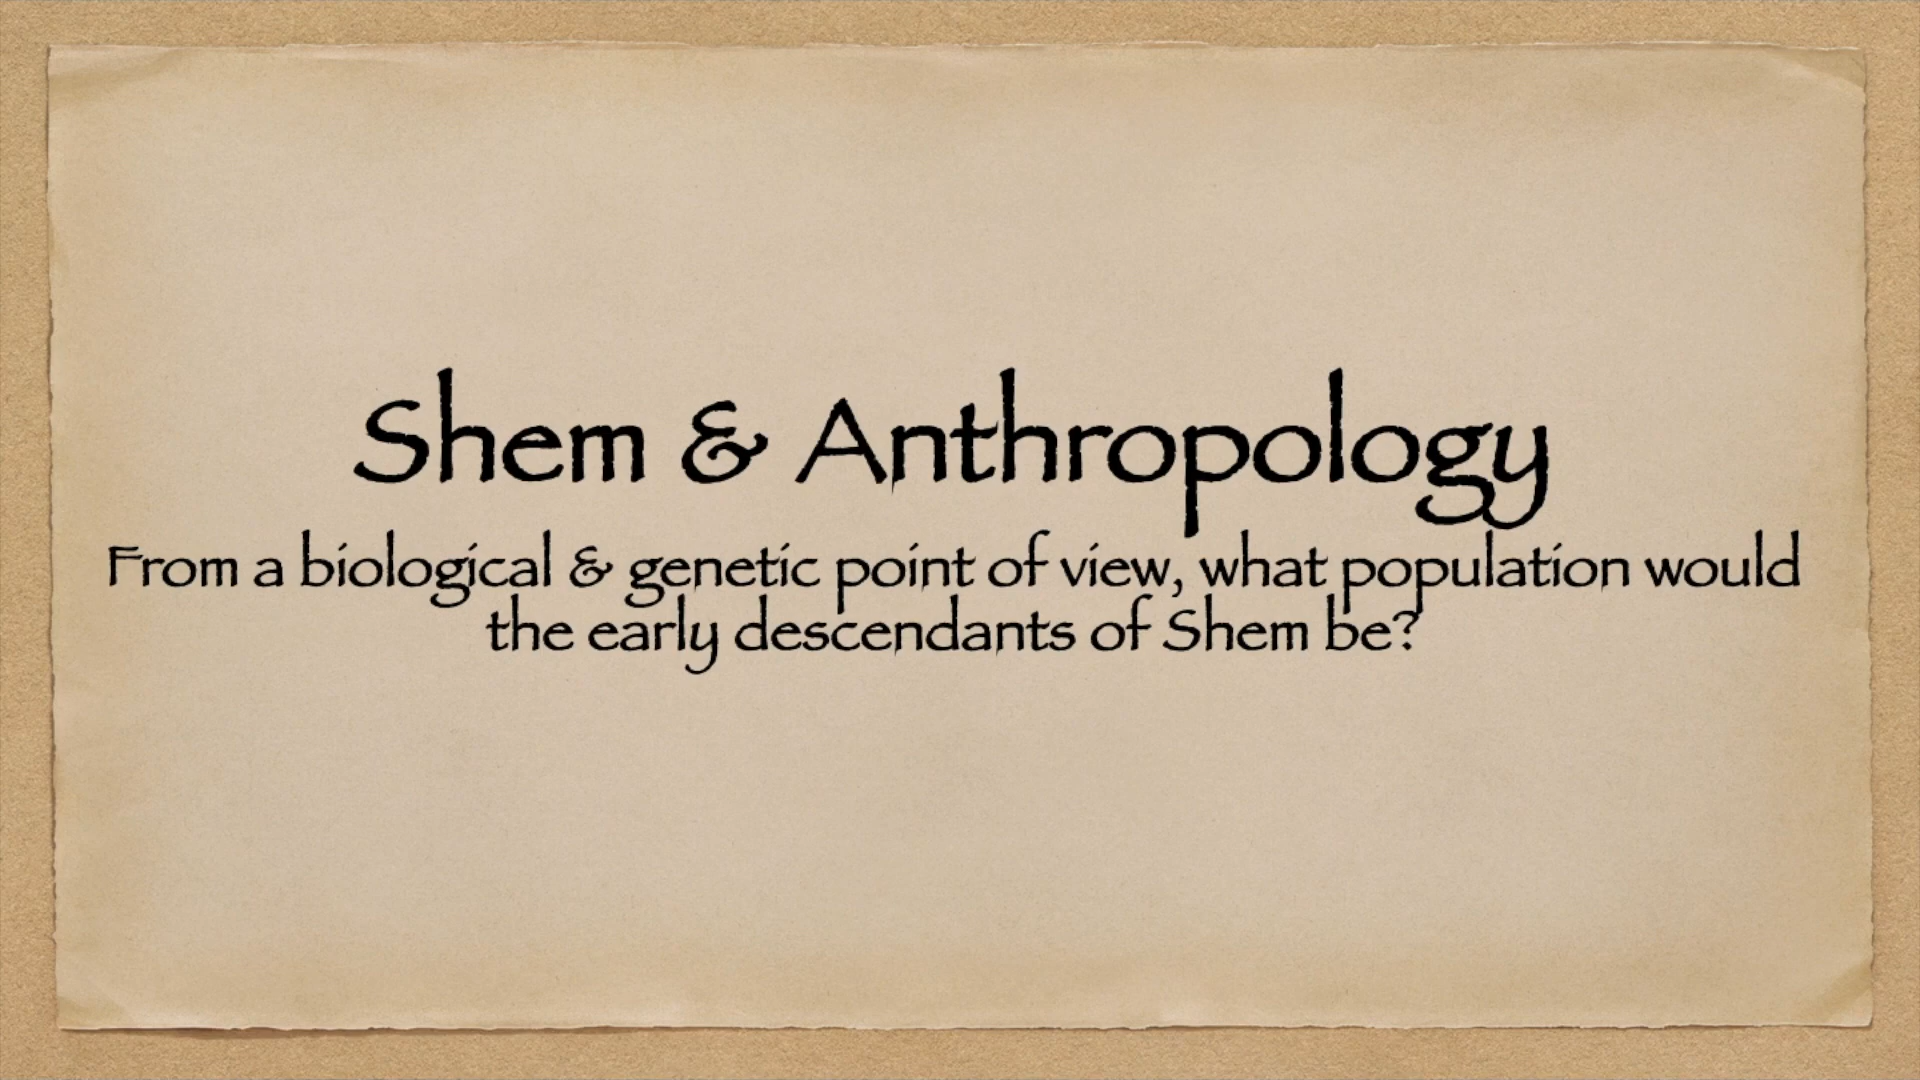 Shem & Anthropology
From a biological & genetic point of view, what population would
the early descendants of Shem be?